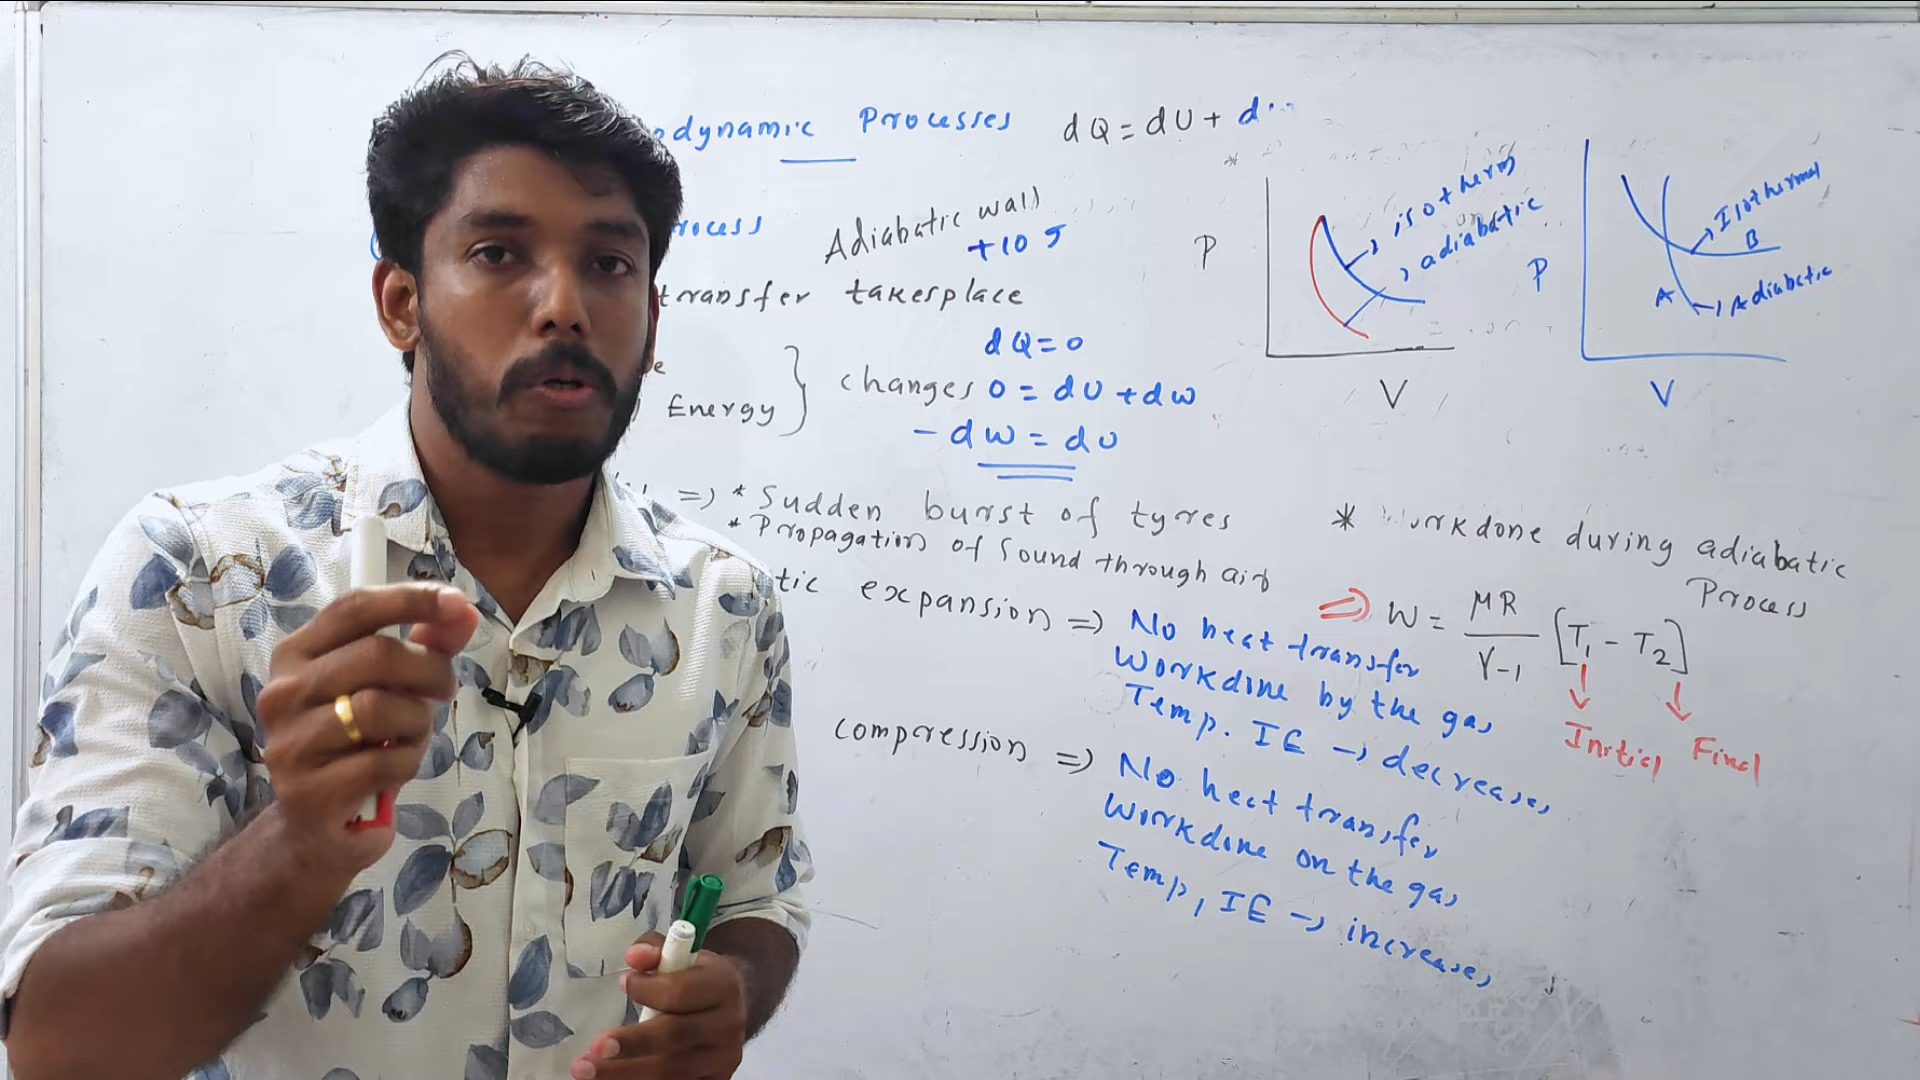 odynamic Processes dQ = dU + d
rocess
Adiabatic wall
+10 J
transfer takesplace
dQ = 0
e
Energy } changes
0 = dU + dw
- dw = dU
=> * Sudden burst of tyres
* Propagation of Sound through air
tic expansion => No heat transfer
Workdone by the gas
Temp. IE -> decreases
compression => No heat transfer
Workdone on the gas
Temp, IE -> increases
P
V
isotherm
adiabatic
P
V
Isothermal
B
A
Adiabatic
* Workdone during adiabatic
Process
=> W = μR/γ-1 [T1 - T2]
Initial
Final